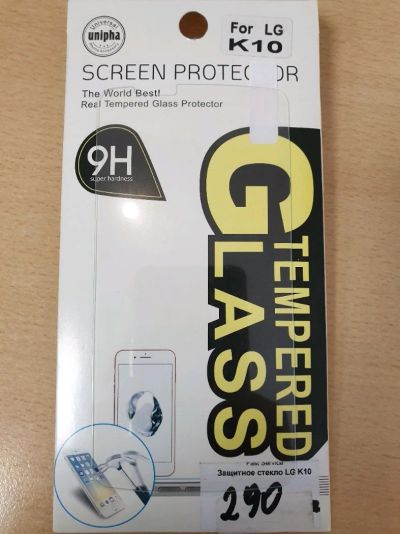 Universal
unipha
For LG
K10
SCREEN PROTECTOR
The World Best!
Real Tempered Glass Protector
9H
super hardness
GLASS
TEMPERED
Защитное стекло LG K10
290